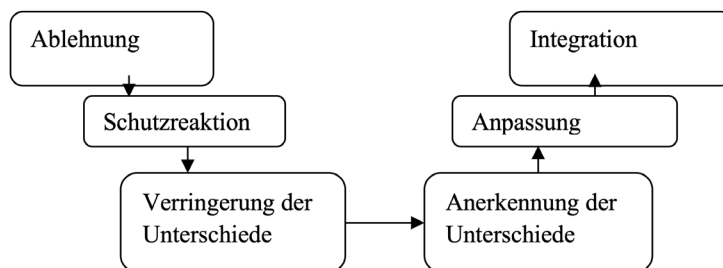 Ablehnung
Schutzreaktion
Verringerung der
Unterschiede
Anerkennung der
Unterschiede
Anpassung
Integration